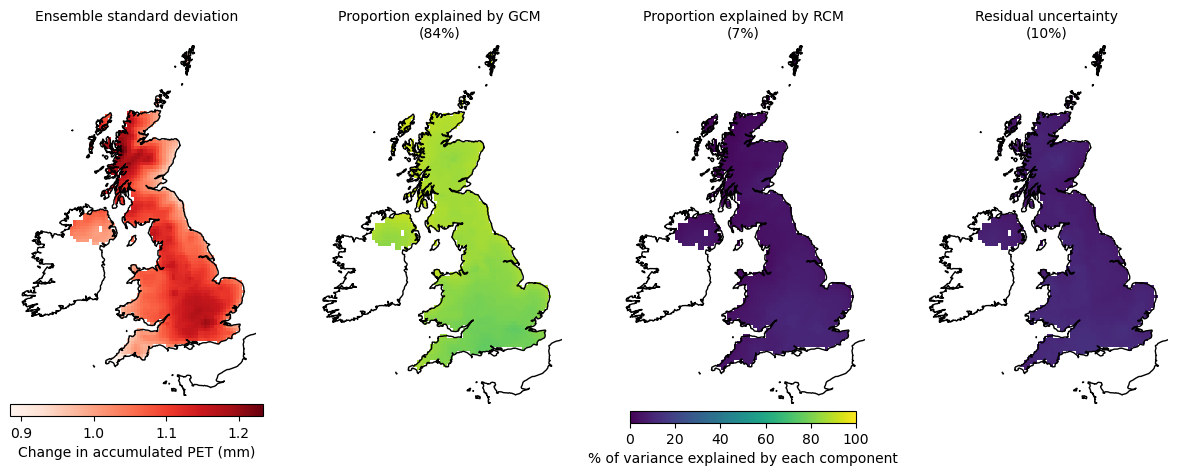 Ensemble standard deviation
Proportion explained by GCM
(84%)
Proportion explained by RCM
(7%)
Residual uncertainty
(10%)
0.9 1.0 1.1 1.2
Change in accumulated PET (mm)
0 20 40 60 80 100
% of variance explained by each component